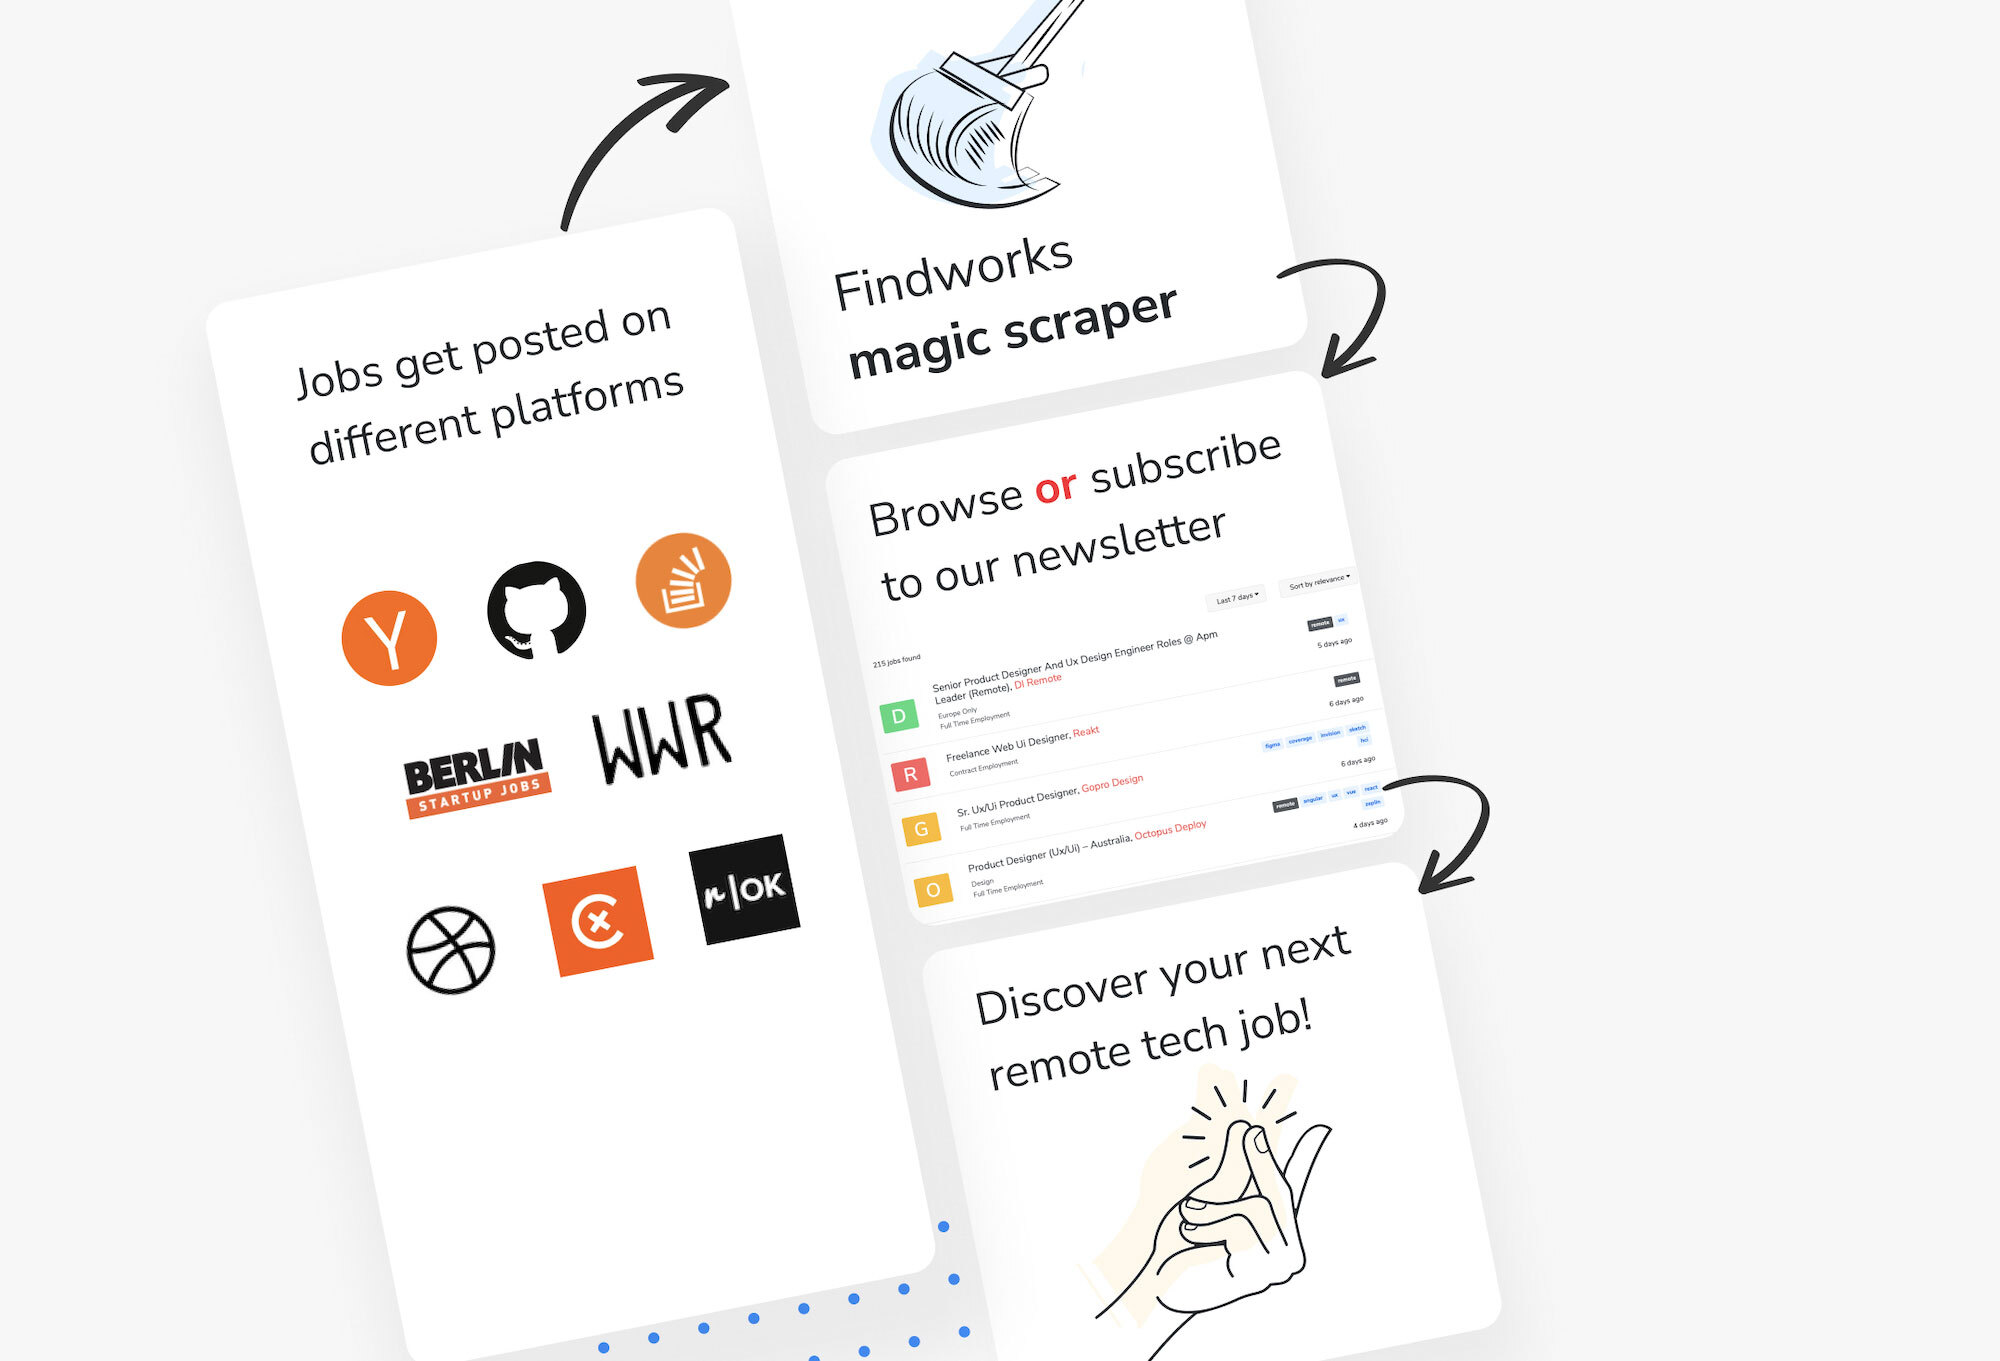 Jobs get posted on
different platforms
Y
BERLIN
STARTUP JOBS
WWR
n|OK
Findworks
magic scraper
Browse or subscribe
to our newsletter
Last 7 days
Sort by relevance
215 jobs found
D
Senior Product Designer And Ux Design Engineer Roles @ Apm
Leader (Remote), DI Remote
Europe Only
Full Time Employment
remote ux
5 days ago
R
Freelance Web Ui Designer, Reakt
Contract Employment
remote
6 days ago
G
Sr. Ux/Ui Product Designer, Gopro Design
Full Time Employment
figma coverage invision sketch
hci
6 days ago
O
Product Designer (Ux/Ui) – Australia, Octopus Deploy
Design
Full Time Employment
remote angular ux vue react
zeplin
4 days ago
Discover your next
remote tech job!